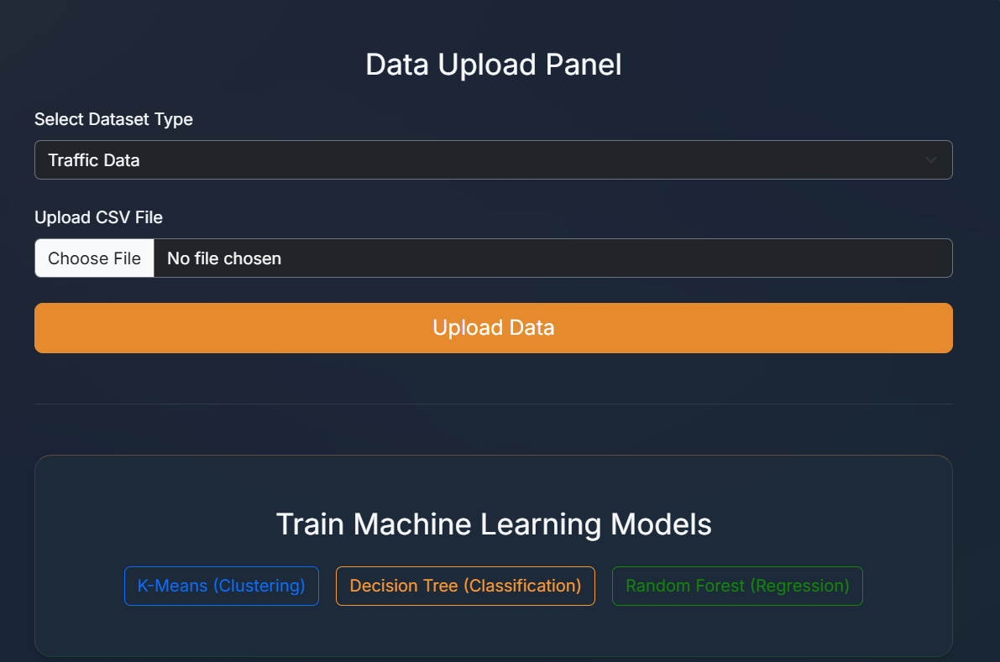 Data Upload Panel
Select Dataset Type
Traffic Data
Upload CSV File
Choose File No file chosen
Upload Data
Train Machine Learning Models
K-Means (Clustering) Decision Tree (Classification) Random Forest (Regression)